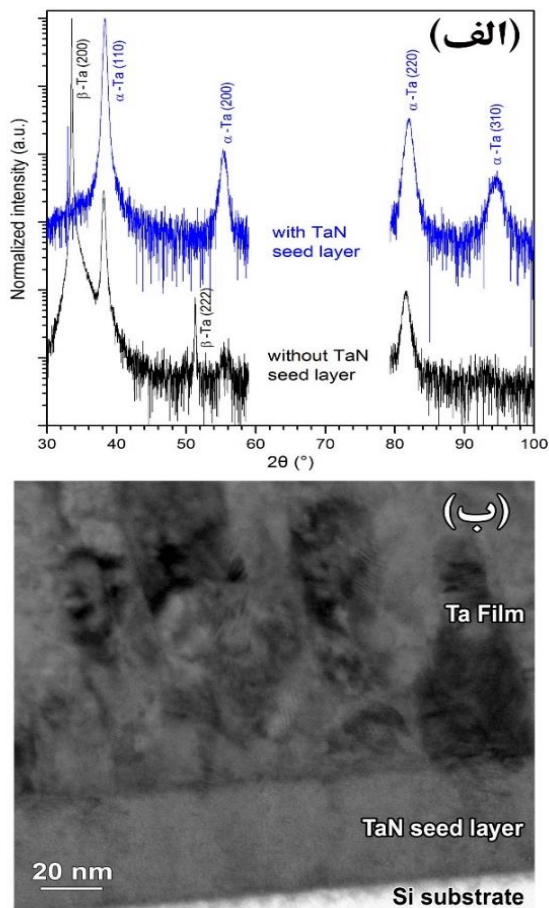 (الف)
Normalized intensity (a.u.)
β-Ta (200)
α-Ta (110)
α-Ta (200)
α-Ta (220)
α-Ta (310)
with TaN
seed layer
β-Ta (222)
without TaN
seed layer
30 40 50 60 70 80 90 100
2θ (°)
(ب)
Ta Film
TaN seed layer
20 nm
Si substrate